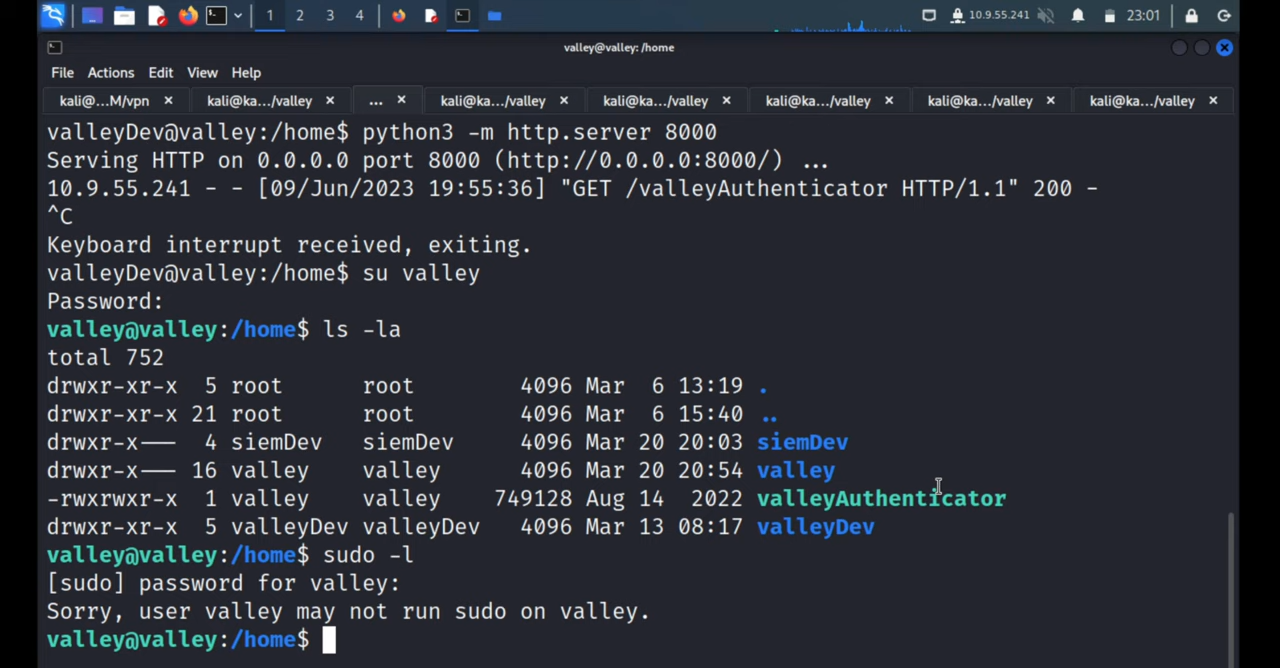 1 2 3 4 10.9.55.241 23:01
valley@valley: /home
File Actions Edit View Help
kali@...M/vpn kali@ka.../valley ... kali@ka.../valley kali@ka.../valley kali@ka.../valley kali@ka.../valley kali@ka.../valley
valleyDev@valley:/home$ python3 -m http.server 8000
Serving HTTP on 0.0.0.0 port 8000 (http://0.0.0.0:8000/) ...
10.9.55.241 - - [09/Jun/2023 19:55:36] "GET /valleyAuthenticator HTTP/1.1" 200 -
^C
Keyboard interrupt received, exiting.
valleyDev@valley:/home$ su valley
Password:
valley@valley:/home$ ls -la
total 752
drwxr-xr-x 5 root root 4096 Mar 6 13:19 .
drwxr-xr-x 21 root root 4096 Mar 6 15:40 ..
drwxr-x--- 4 siemDev siemDev 4096 Mar 20 20:03 siemDev
drwxr-x--- 16 valley valley 4096 Mar 20 20:54 valley
-rwxrwxr-x 1 valley valley 749128 Aug 14 2022 valleyAuthenticator
drwxr-xr-x 5 valleyDev valleyDev 4096 Mar 13 08:17 valleyDev
valley@valley:/home$ sudo -l
[sudo] password for valley:
Sorry, user valley may not run sudo on valley.
valley@valley:/home$